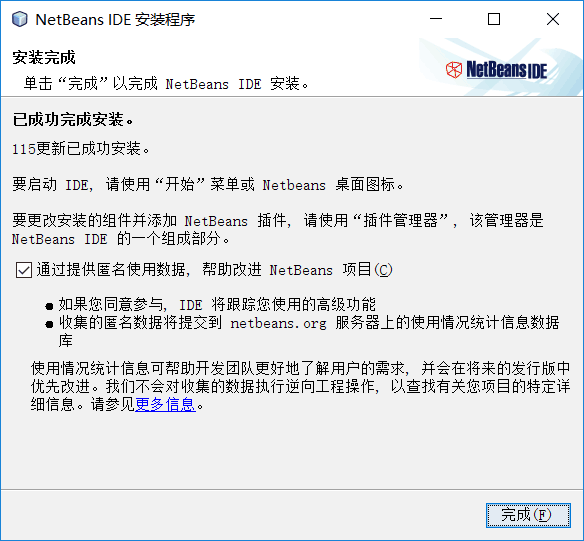 NetBeans IDE 安装程序
安装完成
NetBeans IDE
单击“完成”以完成 NetBeans IDE 安装。
已成功完成安装。
115更新已成功安装。
要启动 IDE, 请使用“开始”菜单或 Netbeans 桌面图标。
要更改安装的组件并添加 NetBeans 插件, 请使用“插件管理器”, 该管理器是
NetBeans IDE 的一个组成部分。
通过提供匿名使用数据, 帮助改进 NetBeans 项目(C)
● 如果您同意参与, IDE 将跟踪您使用的高级功能
● 收集的匿名数据将提交到 netbeans.org 服务器上的使用情况统计信息数据
库
使用情况统计信息可帮助开发团队更好地了解用户的需求, 并会在将来的发行版中
优先改进。我们不会对收集的数据执行逆向工程操作, 以查找有关您项目的特定详
细信息。请参见更多信息。
完成(F)